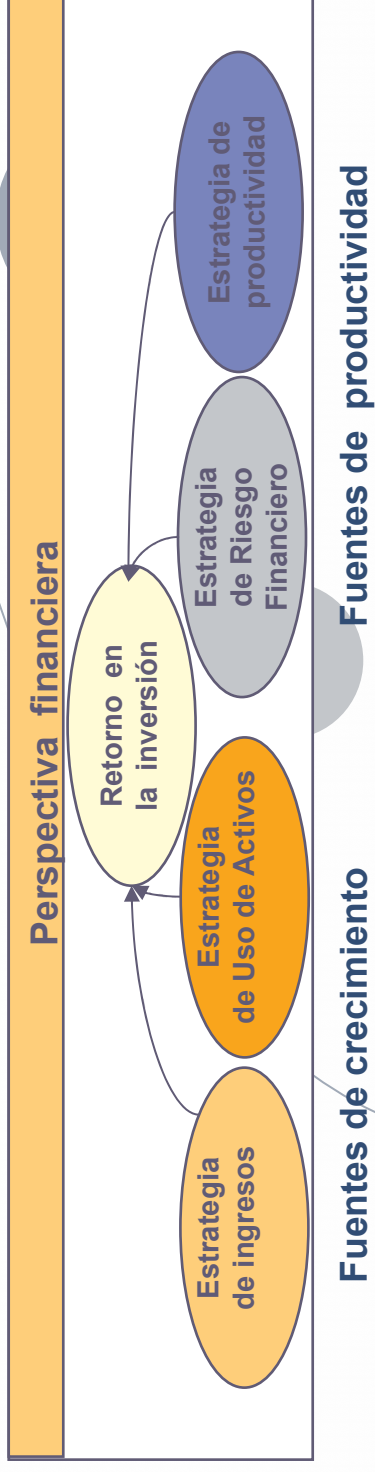 Perspectiva financiera
Retorno en
la inversión
Estrategia
de ingresos
Estrategia
de Uso de Activos
Estrategia
de Riesgo
Financiero
Estrategia de
productividad
Fuentes de crecimiento
Fuentes de productividad